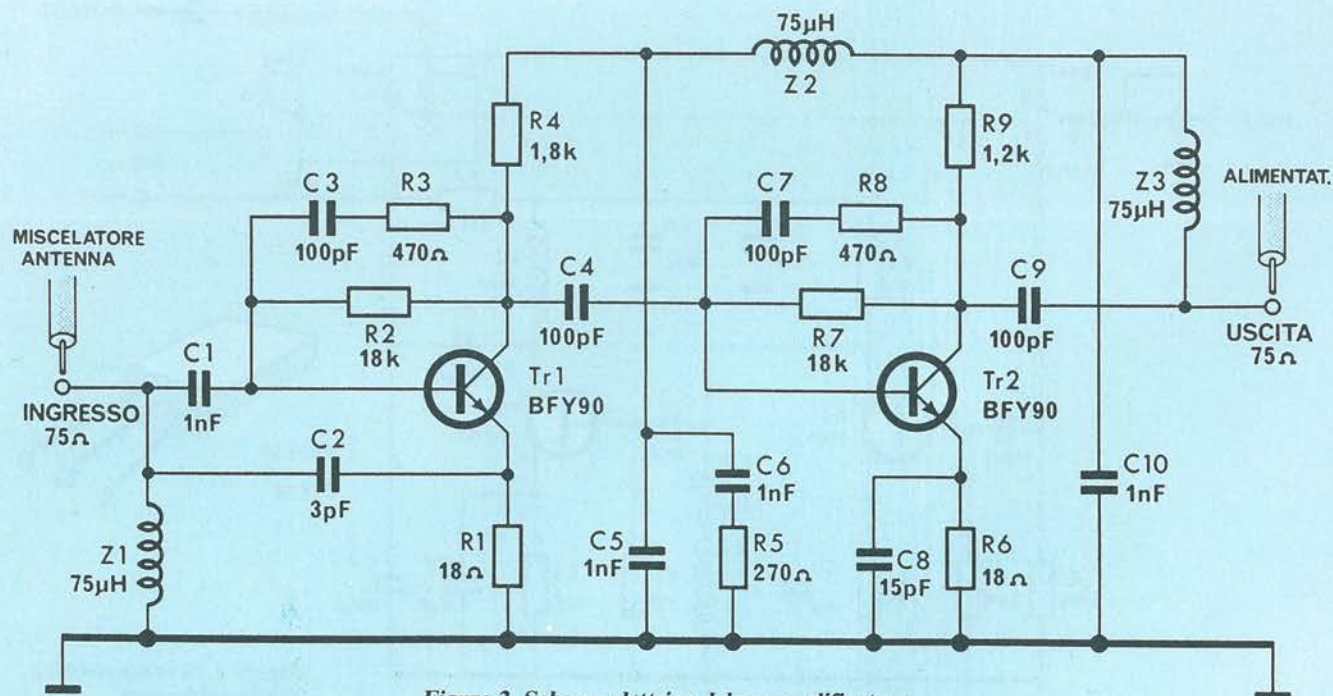 75µH
Z2
R4
1,8k
R9
1,2k
C3
100pF
R3
470Ω
C7
100pF
R8
470Ω
Z3
75µH
ALIMENTAT.
MISCELATORE
ANTENNA
R2
18k
C4
100pF
R7
18k
C9
100pF
USCITA
75Ω
C1
1nF
INGRESSO
75Ω
Tr1
BFY90
Tr2
BFY90
C2
3pF
C6
1nF
C10
1nF
Z1
75µH
R1
18Ω
C5
1nF
R5
270Ω
C8
15pF
R6
18Ω